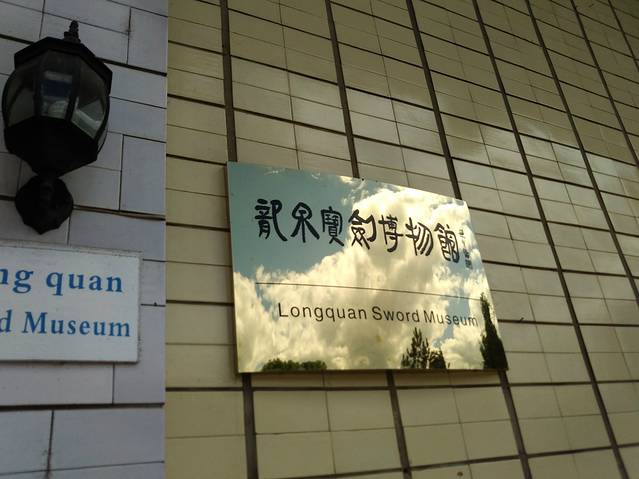 ng quan
d Museum
龍泉寶劍博物館
Longquan Sword Museum